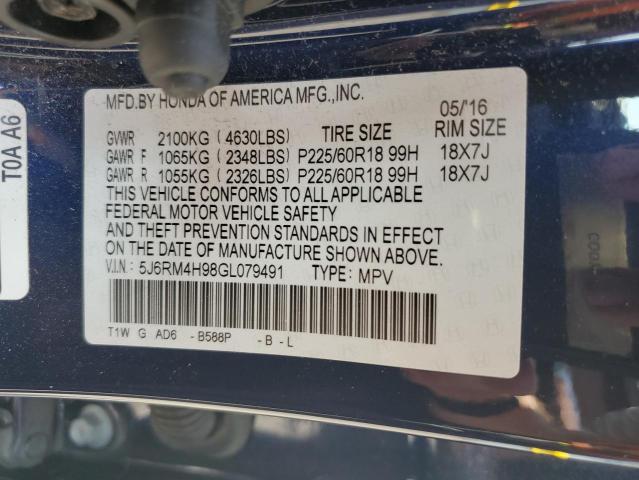 MFD.BY HONDA OF AMERICA MFG.,INC.
05/'16
GVWR 2100KG (4630LBS) TIRE SIZE RIM SIZE
GAWR F 1065KG (2348LBS) P225/60R18 99H 18X7J
GAWR R 1055KG (2326LBS) P225/60R18 99H 18X7J
THIS VEHICLE CONFORMS TO ALL APPLICABLE
FEDERAL MOTOR VEHICLE SAFETY
AND THEFT PREVENTION STANDARDS IN EFFECT
ON THE DATE OF MANUFACTURE SHOWN ABOVE.
V.I.N.: 5J6RM4H98GL079491 TYPE: MPV
T1W G AD6 -B588P -B-L
T0A A6